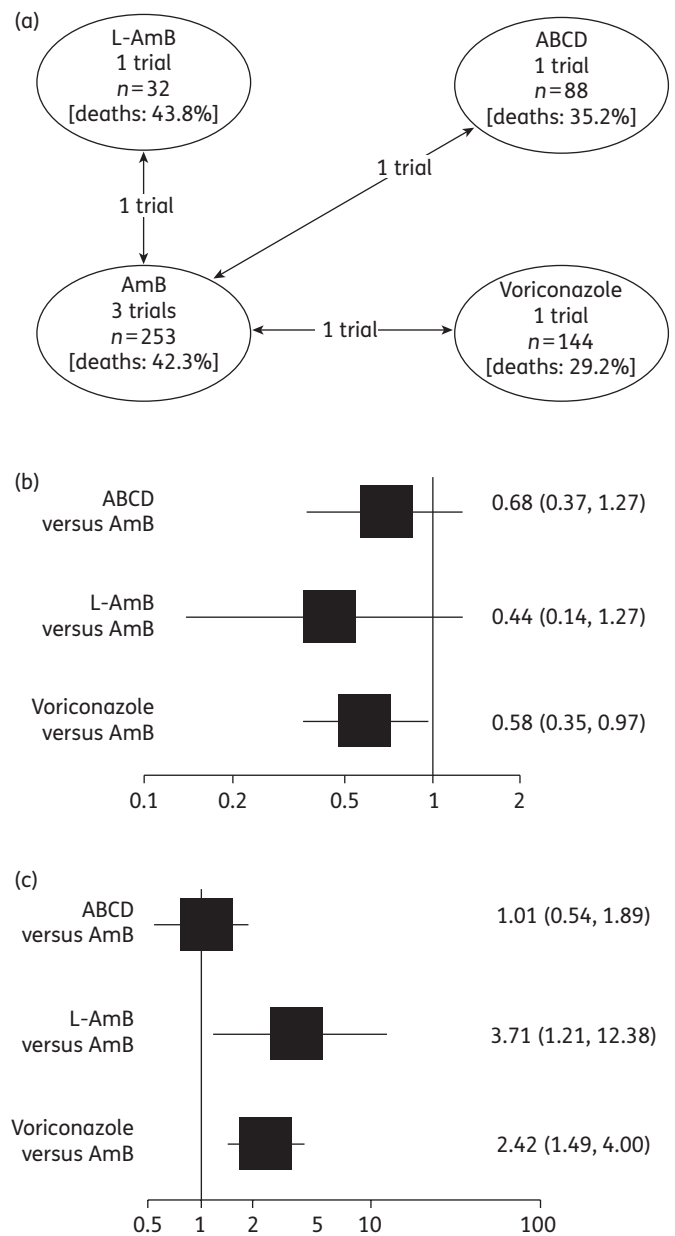 (a)
L-AmB
1 trial
n=32
[deaths: 43.8%]
ABCD
1 trial
n=88
[deaths: 35.2%]
1 trial
1 trial
AmB
3 trials
n=253
[deaths: 42.3%]
1 trial
Voriconazole
1 trial
n=144
[deaths: 29.2%]
(b)
ABCD
versus AmB
0.68 (0.37, 1.27)
L-AmB
versus AmB
0.44 (0.14, 1.27)
Voriconazole
versus AmB
0.58 (0.35, 0.97)
0.1 0.2 0.5 1 2
(c)
ABCD
versus AmB
1.01 (0.54, 1.89)
L-AmB
versus AmB
3.71 (1.21, 12.38)
Voriconazole
versus AmB
2.42 (1.49, 4.00)
0.5 1 2 5 10 100